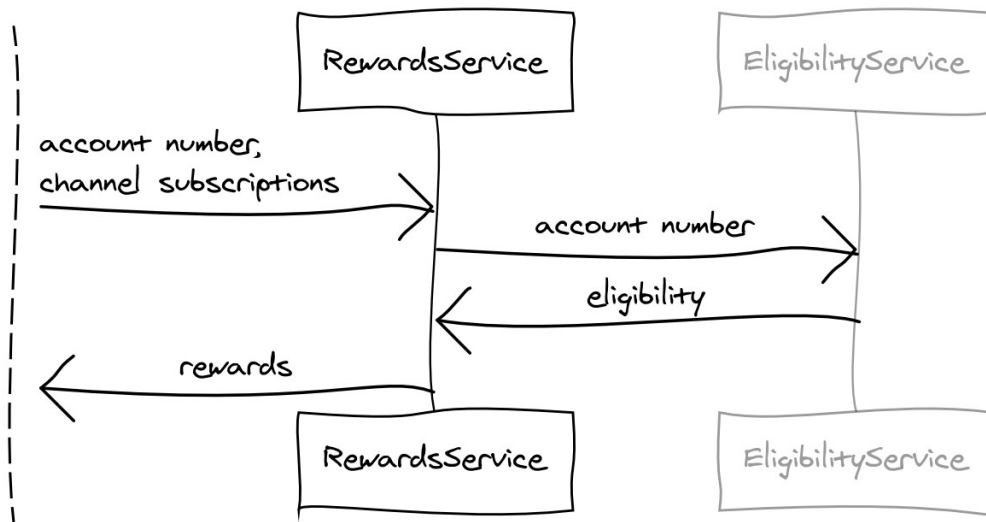 RewardsService
EligibilityService
account number,
channel subscriptions
account number
eligibility
rewards
RewardsService
EligibilityService